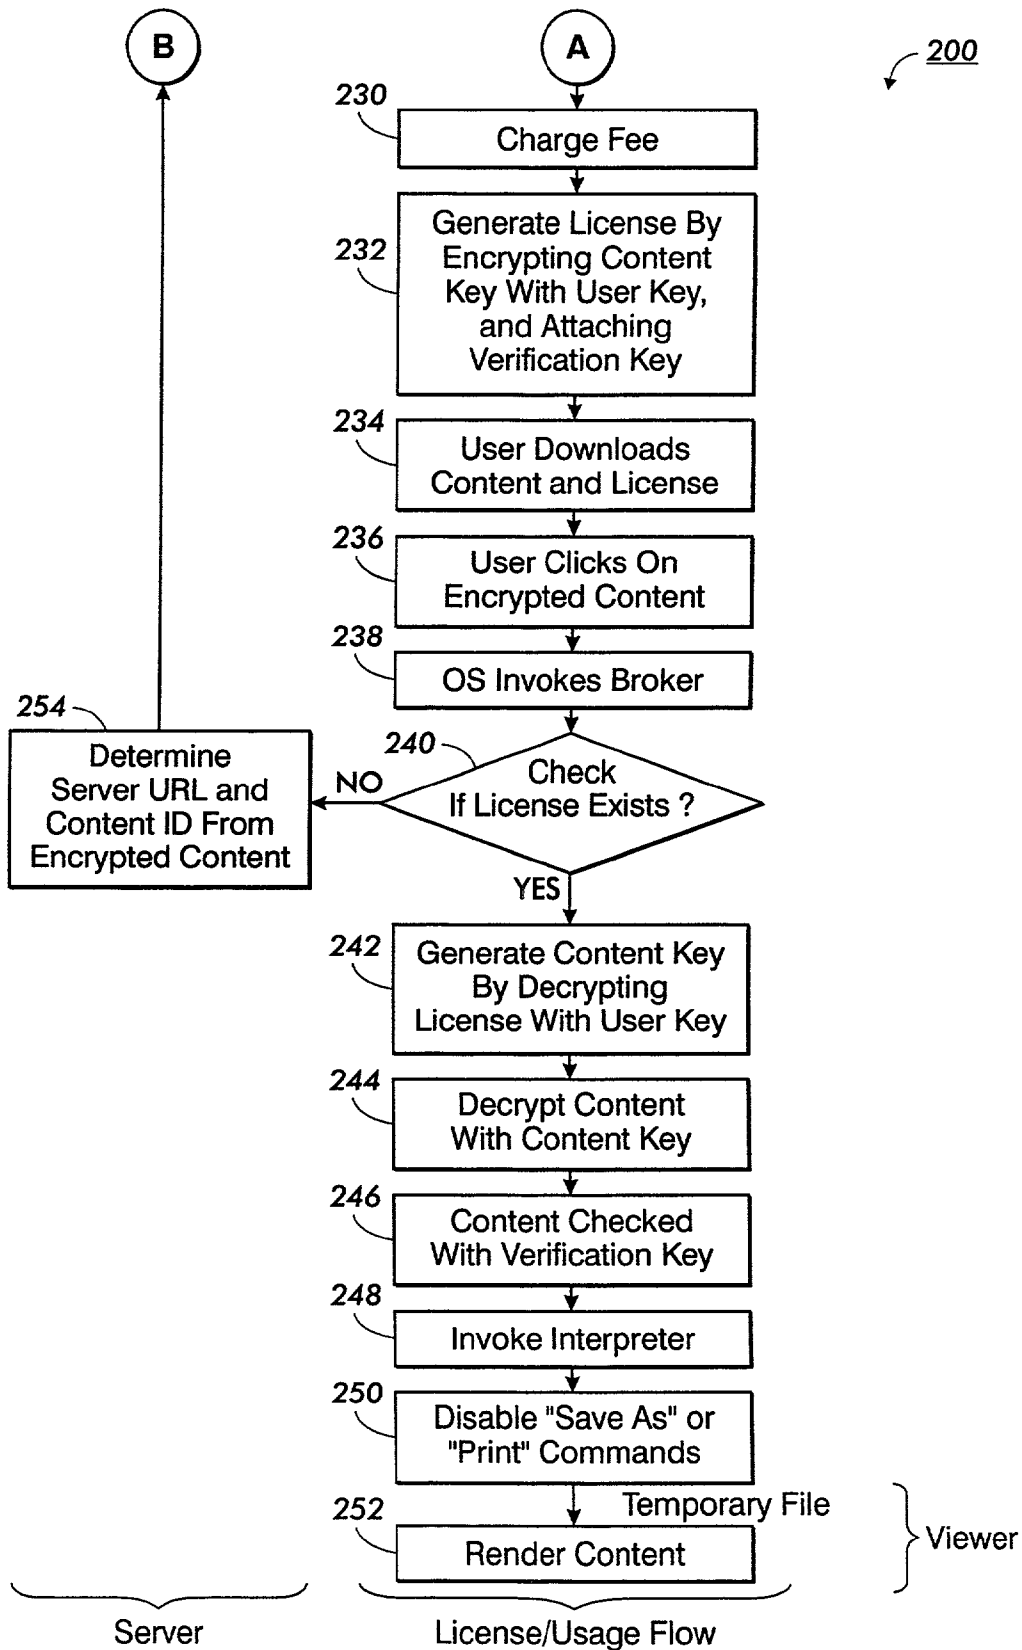 B
A
200
230
Charge Fee
232
Generate License By
Encrypting Content
Key With User Key,
and Attaching
Verification Key
234
User Downloads
Content and License
236
User Clicks On
Encrypted Content
238
OS Invokes Broker
254
Determine
Server URL and
Content ID From
Encrypted Content
NO
240
Check
If License Exists ?
YES
242
Generate Content Key
By Decrypting
License With User Key
244
Decrypt Content
With Content Key
246
Content Checked
With Verification Key
248
Invoke Interpreter
250
Disable "Save As" or
"Print" Commands
Temporary File
252
Render Content
Viewer
Server
License/Usage Flow